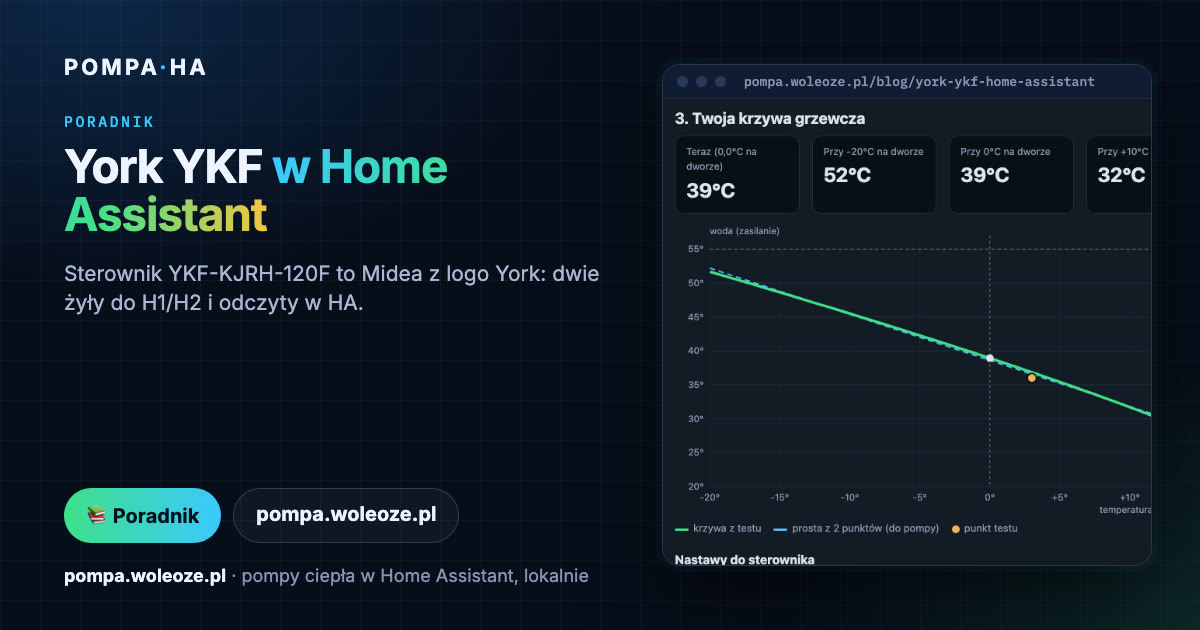 POMPA·HA
PORADNIK
York YKF w Home
Assistant
Sterownik YKF-KJRH-120F to Midea z logo York: dwie
żyły do H1/H2 i odczyty w HA.
Poradnik
pompa.woleoze.pl
pompa.woleoze.pl · pompy ciepła w Home Assistant, lokalnie
pompa.woleoze.pl/blog/york-ykf-home-assistant
3. Twoja krzywa grzewcza
Teraz (0,0°C na
dworze)
39°C
Przy -20°C na dworze
52°C
Przy 0°C na dworze
39°C
Przy +10°C
32°C
woda (zasilanie)
55°
50°
45°
40°
35°
30°
25°
20°
-20° -15° -10° -5° 0° +5° +10°
temperatura
krzywa z testu prosta z 2 punktów (do pompy) punkt testu
Nastawy do sterownika